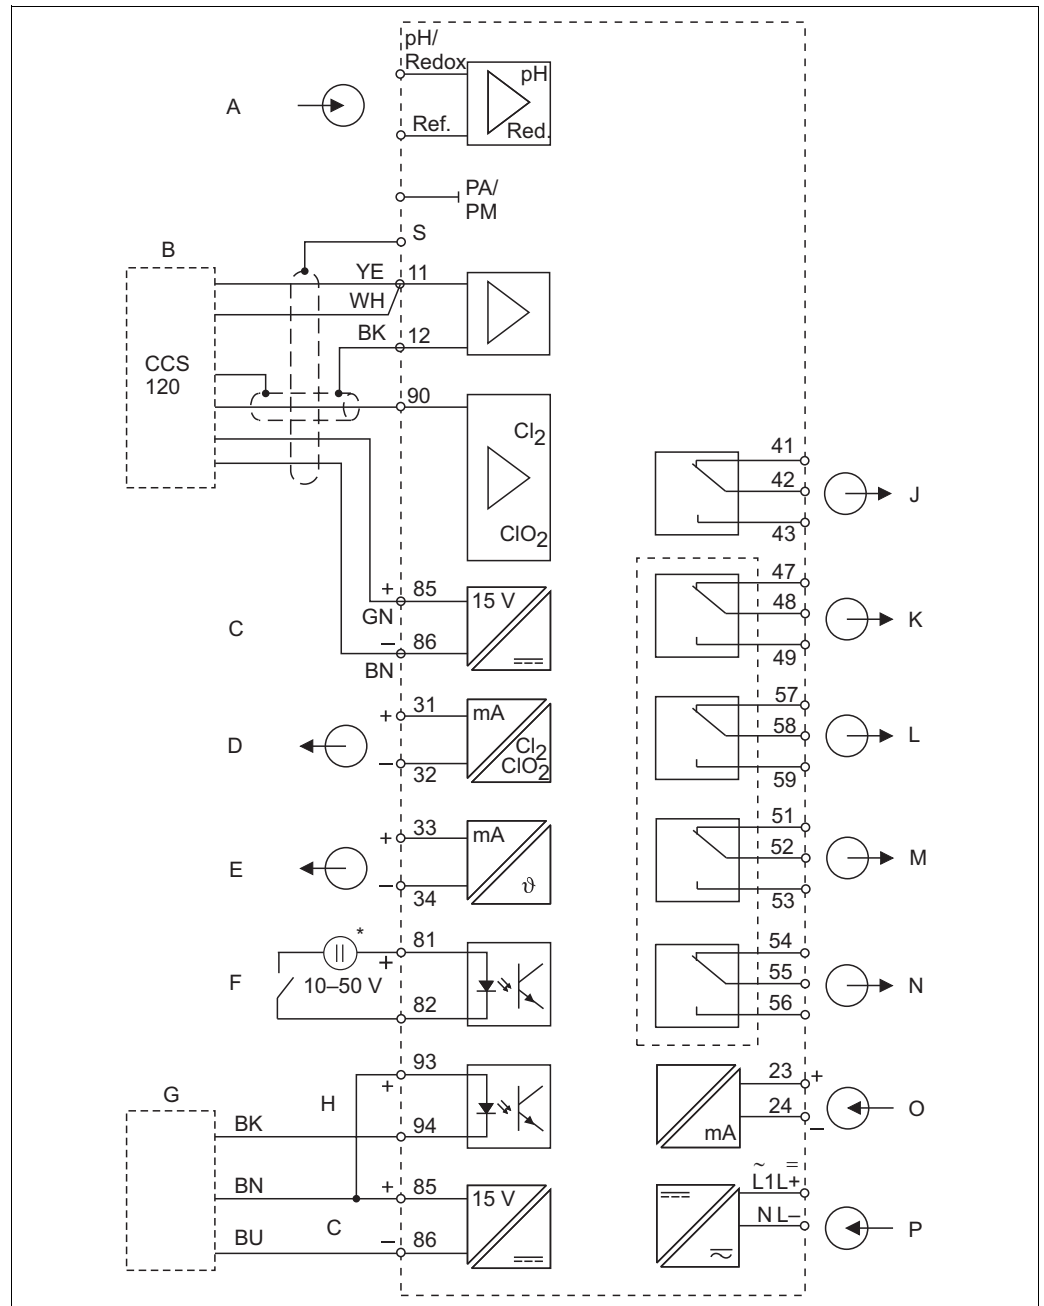 pH/
Redox
pH
A
Ref.
Red.
PA/
PM
S
B
YE
11
WH
BK
12
CCS
120
90
Cl2
ClO2
+
85
15 V
GN
C
–
86
BN
+
31
mA
D
Cl2
ClO2
–
32
+
33
mA
E
ϑ
–
34
*
81
+
F
10–50 V
82
93
+
G
H
BK
94
BN
+
85
15 V
C
BU
–
86
41
42
J
43
47
48
K
49
57
58
L
59
51
52
M
53
54
55
N
56
23
+
24
O
mA
–
~ =
L1 L+
N L–
P